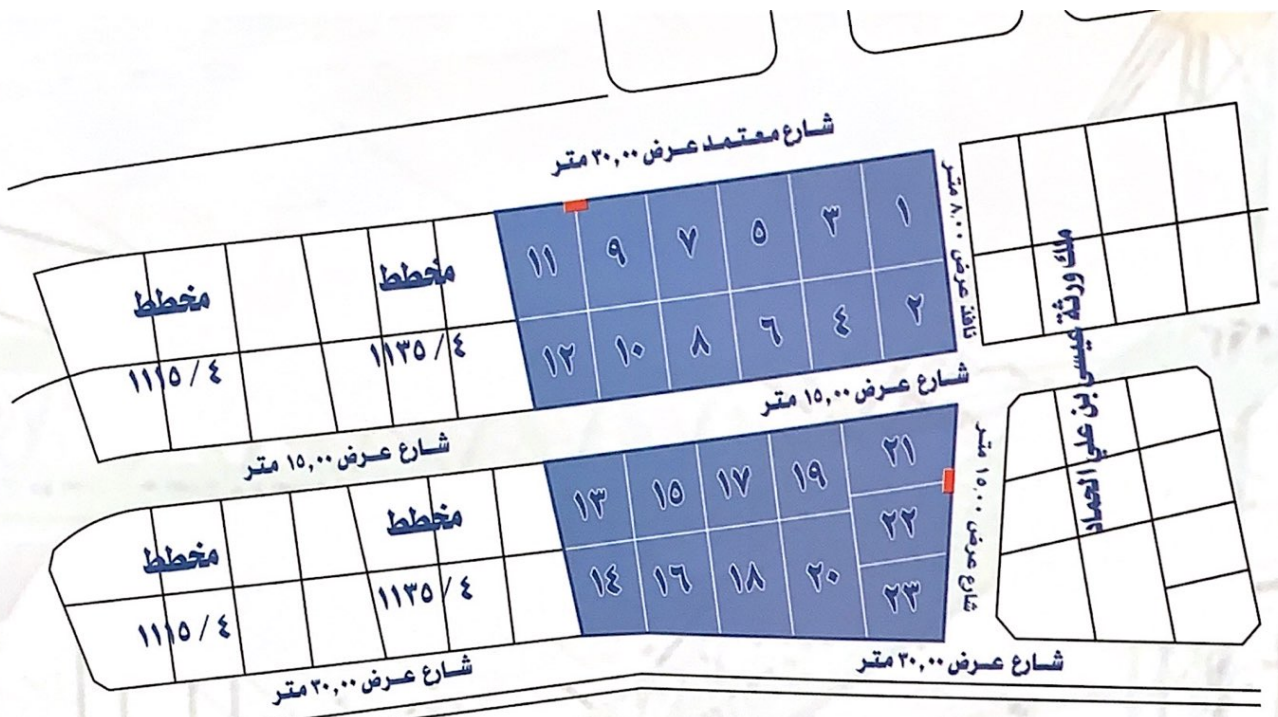 شارع معتمد عرض ٣٠,٠٠ متر
نافذ عرض ٨,٠٠ متر
ملك ورثة عيسى بن علي الحماد
١
٣
٥
٧
٩
١١
٢
٤
٦
٨
١٠
١٢
مخطط
١١٣٥ / ٤
مخطط
١١١٥ / ٤
شارع عرض ١٥,٠٠ متر
شارع عرض ١٥,٠٠ متر
شارع عرض ١٥,٠٠ متر
٢١
١٩
١٧
١٥
١٣
٢٢
٢٣
٢٠
١٨
١٦
١٤
مخطط
١١٣٥ / ٤
مخطط
١١١٥ / ٤
شارع عرض ٣٠,٠٠ متر
شارع عرض ٣٠,٠٠ متر